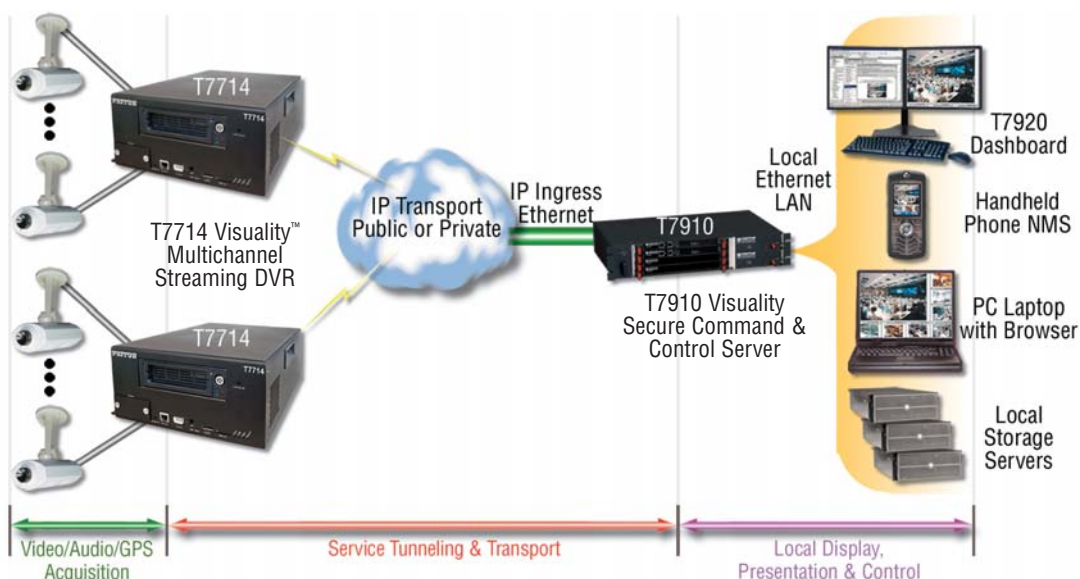 T7714
PATTON
T7714
T7714 Visuality™
Multichannel
Streaming DVR
T7714
PATTON
T7714
IP Transport
Public or Private
IP Ingress
Ethernet
T7910
T7910 Visuality
Secure Command &
Control Server
Local
Ethernet
LAN
T7920
Dashboard
Handheld
Phone NMS
PC Laptop
with Browser
Local
Storage
Servers
Video/Audio/GPS
Acquisition
Service Tunneling & Transport
Local Display,
Presentation & Control